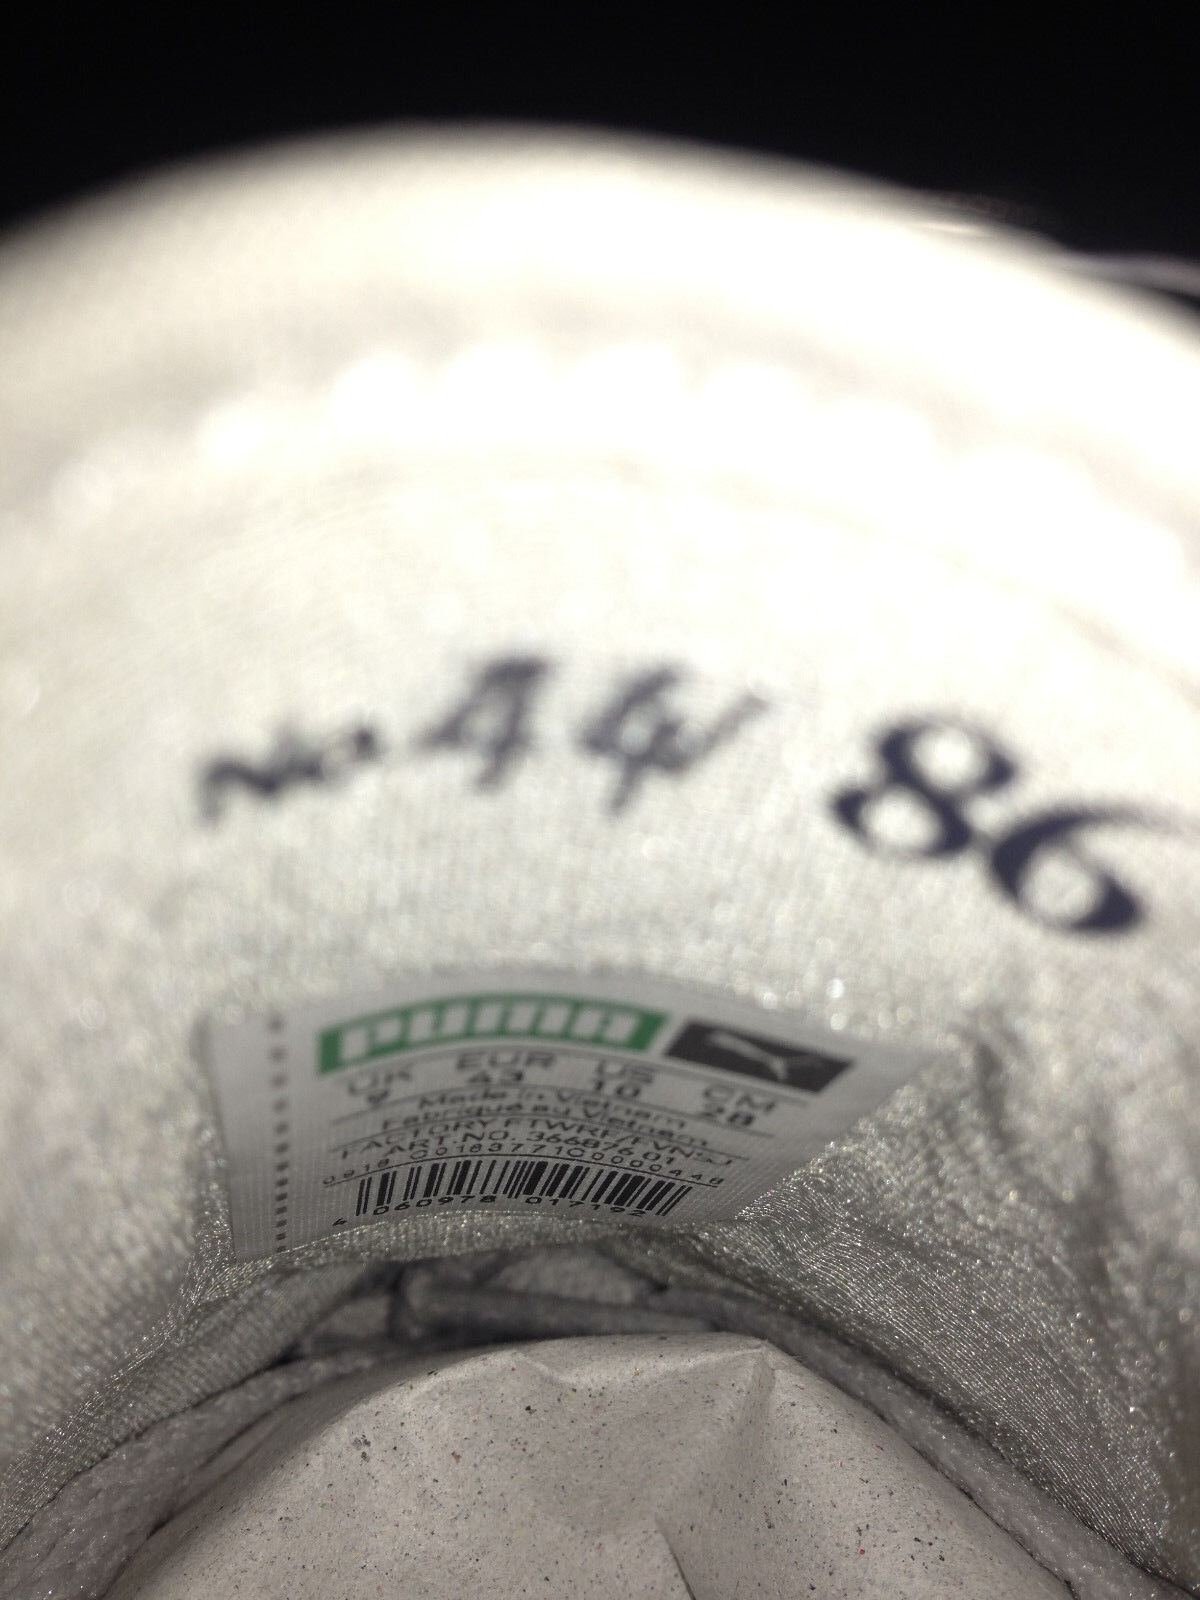 No. 44/ 86
PUMA
UK EUR US CM
9 43 10 28
Made in Vietnam
Fabriqué au Vietnam
FACTORY FTWRF/FVNSJ
ART.NO. 366876 01
4 060978 017192